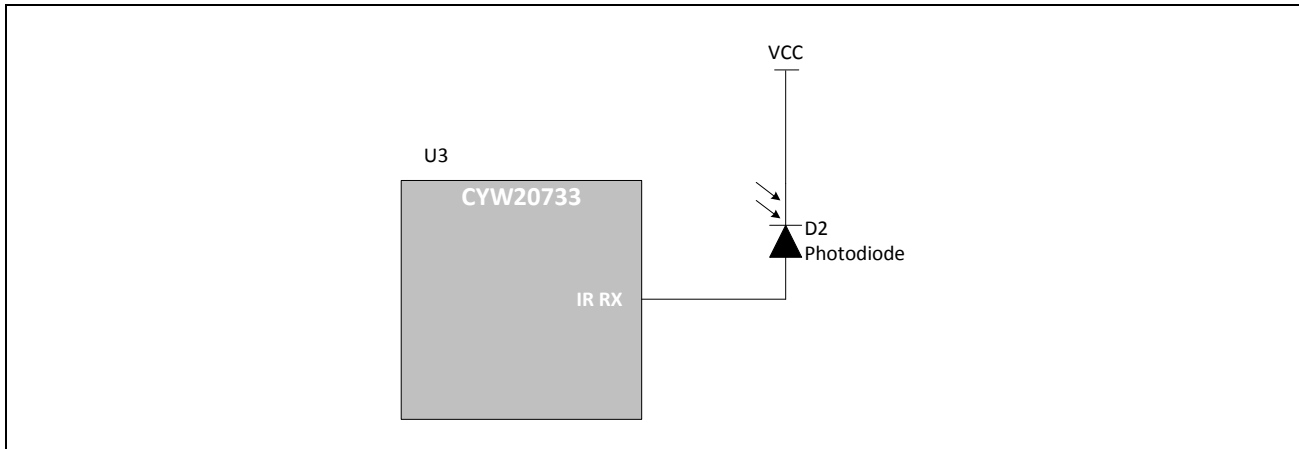 VCC
U3
CYW20733
D2
Photodiode
IR RX